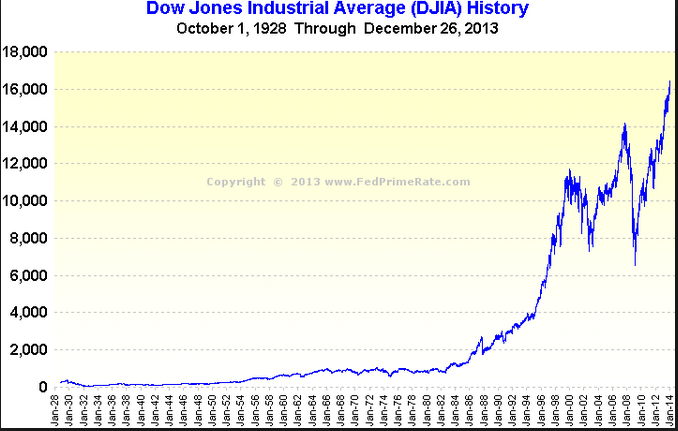 Dow Jones Industrial Average (DJIA) History
October 1, 1928 Through December 26, 2013
18,000
16,000
14,000
12,000
Copyright © 2013 www.FedPrimeRate.com
10,000
8,000
6,000
4,000
2,000
0
Jan-28 Jan-30 Jan-32 Jan-34 Jan-36 Jan-38 Jan-40 Jan-42 Jan-44 Jan-46 Jan-48 Jan-50 Jan-52 Jan-54 Jan-56 Jan-58 Jan-60 Jan-62 Jan-64 Jan-66 Jan-68 Jan-70 Jan-72 Jan-74 Jan-76 Jan-78 Jan-80 Jan-82 Jan-84 Jan-86 Jan-88 Jan-90 Jan-92 Jan-94 Jan-96 Jan-98 Jan-00 Jan-02 Jan-04 Jan-06 Jan-08 Jan-10 Jan-12 Jan-14